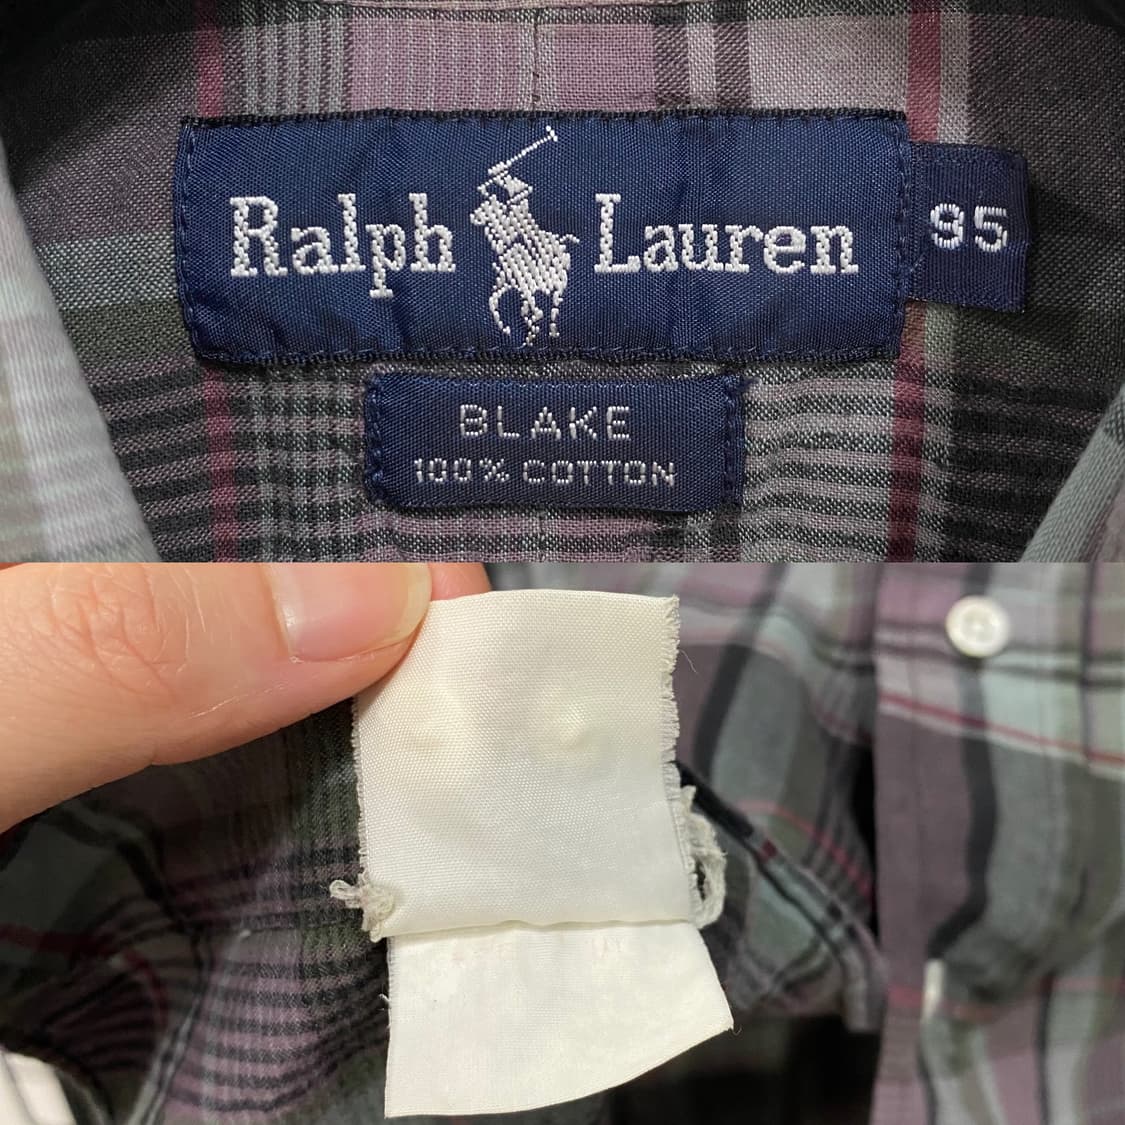 Ralph Lauren
95
BLAKE
100% COTTON